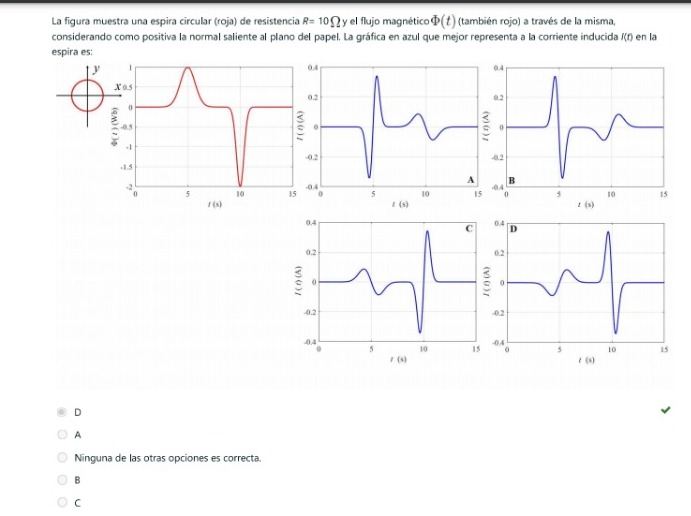 La figura muestra una espira circular (roja) de resistencia R= 10Ω y el flujo magnético Φ(t) (también rojo) a través de la misma,
considerando como positiva la normal saliente al plano del papel. La gráfica en azul que mejor representa a la corriente inducida I(t) en la
espira es:
y
X
Φ(t) (Wb)
1
0.5
0
-0.5
-1
-1.5
-2
0 5 10 15
t (s)
I(t) (A)
0.4
0.2
0
-0.2
-0.4
A
0 5 10 15
t (s)
I(t) (A)
0.4
0.2
0
-0.2
-0.4
B
0 5 10 15
t (s)
I(t) (A)
0.4
C
0.2
0
-0.2
-0.4
0 5 10 15
t (s)
I(t) (A)
0.4
D
0.2
0
-0.2
-0.4
0 5 10 15
t (s)
D
A
Ninguna de las otras opciones es correcta.
B
C